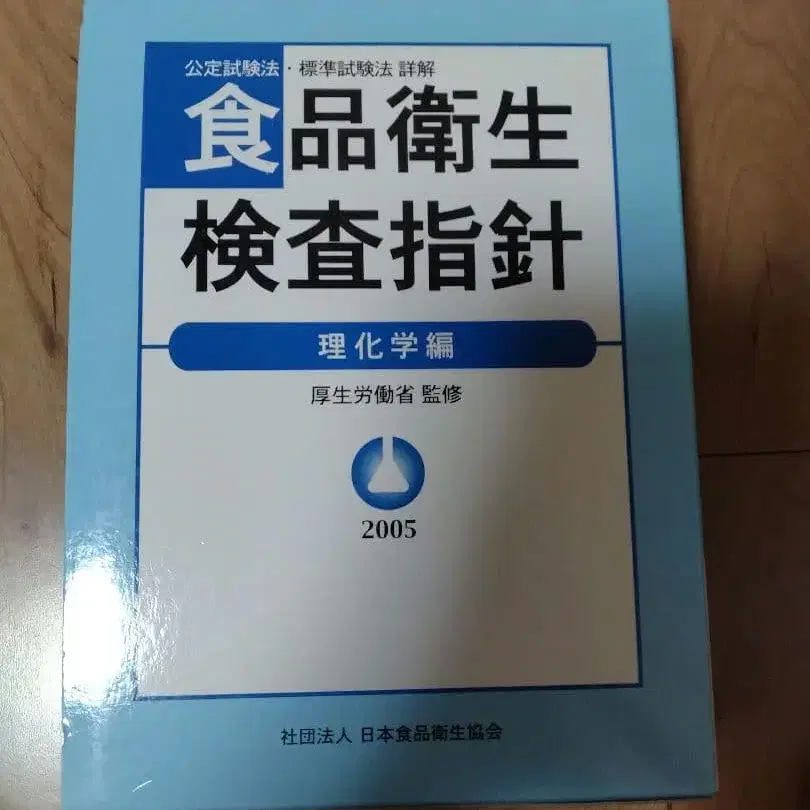 公定試験法・標準試験法 詳解
食品衛生
検査指針
理化学編
厚生労働省 監修
2005
社団法人 日本食品衛生協会